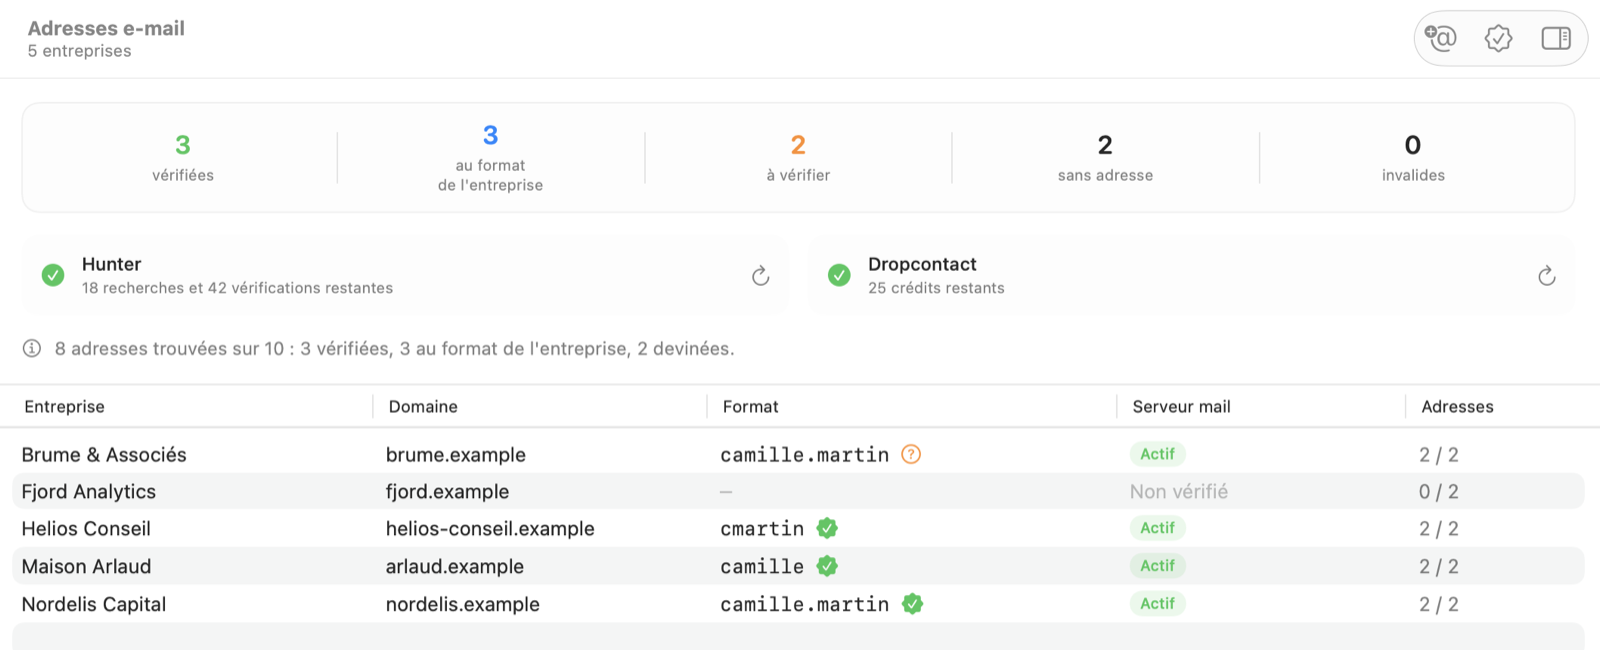 Adresses e-mail
5 entreprises
3
vérifiées
3
au format
de l'entreprise
2
à vérifier
2
sans adresse
0
invalides
Hunter
18 recherches et 42 vérifications restantes
Dropcontact
25 crédits restants
8 adresses trouvées sur 10 : 3 vérifiées, 3 au format de l'entreprise, 2 devinées.
Entreprise Domaine Format Serveur mail Adresses
Brume & Associés brume.example camille.martin Actif 2 / 2
Fjord Analytics fjord.example – Non vérifié 0 / 2
Helios Conseil helios-conseil.example cmartin Actif 2 / 2
Maison Arlaud arlaud.example camille Actif 2 / 2
Nordelis Capital nordelis.example camille.martin Actif 2 / 2